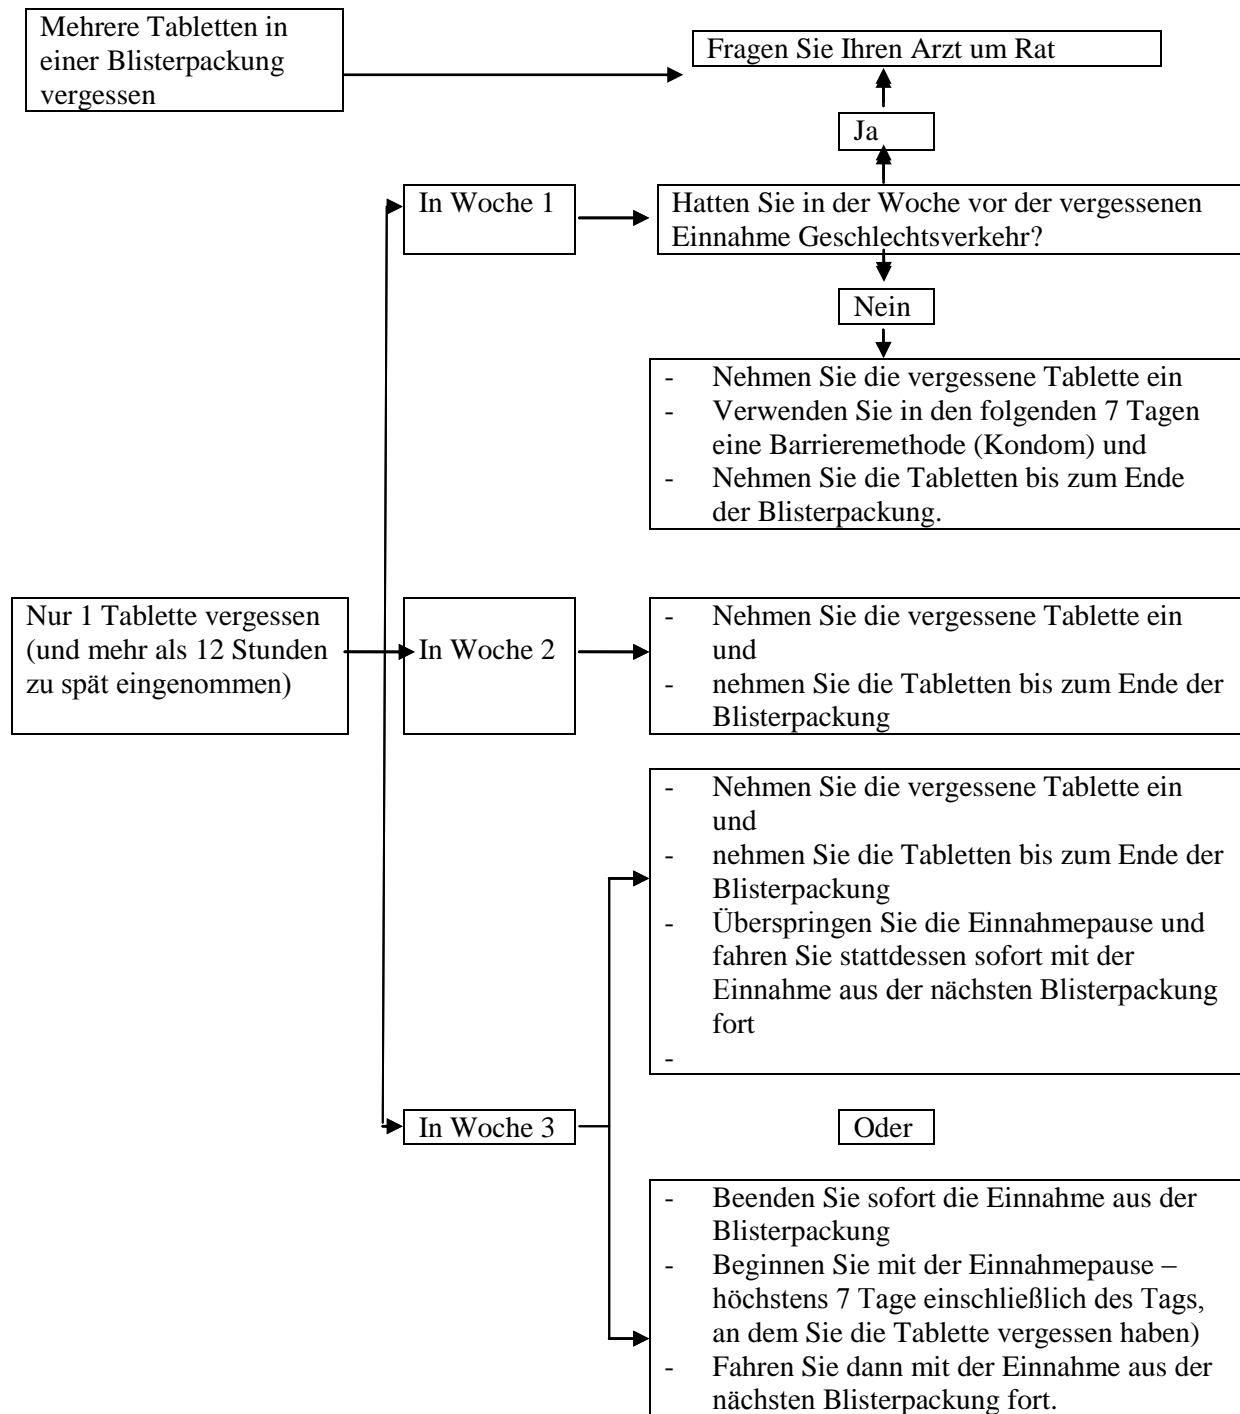 Mehrere Tabletten in
einer Blisterpackung
vergessen
Fragen Sie Ihren Arzt um Rat
Ja
In Woche 1
Hatten Sie in der Woche vor der vergessenen
Einnahme Geschlechtsverkehr?
Nein
- Nehmen Sie die vergessene Tablette ein
- Verwenden Sie in den folgenden 7 Tagen
eine Barrieremethode (Kondom) und
- Nehmen Sie die Tabletten bis zum Ende
der Blisterpackung.
Nur 1 Tablette vergessen
(und mehr als 12 Stunden
zu spät eingenommen)
In Woche 2
- Nehmen Sie die vergessene Tablette ein
und
- nehmen Sie die Tabletten bis zum Ende der
Blisterpackung
- Nehmen Sie die vergessene Tablette ein
und
- nehmen Sie die Tabletten bis zum Ende der
Blisterpackung
- Überspringen Sie die Einnahmepause und
fahren Sie stattdessen sofort mit der
Einnahme aus der nächsten Blisterpackung
fort
-
In Woche 3
Oder
- Beenden Sie sofort die Einnahme aus der
Blisterpackung
- Beginnen Sie mit der Einnahmepause –
höchstens 7 Tage einschließlich des Tags,
an dem Sie die Tablette vergessen haben)
- Fahren Sie dann mit der Einnahme aus der
nächsten Blisterpackung fort.